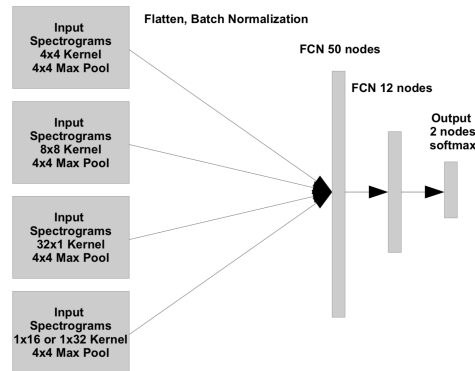 Input
Spectrograms
4x4 Kernel
4x4 Max Pool
Flatten, Batch Normalization
Input
Spectrograms
8x8 Kernel
4x4 Max Pool
Input
Spectrograms
32x1 Kernel
4x4 Max Pool
Input
Spectrograms
1x16 or 1x32 Kernel
4x4 Max Pool
FCN 50 nodes
FCN 12 nodes
Output
2 nodes
softmax